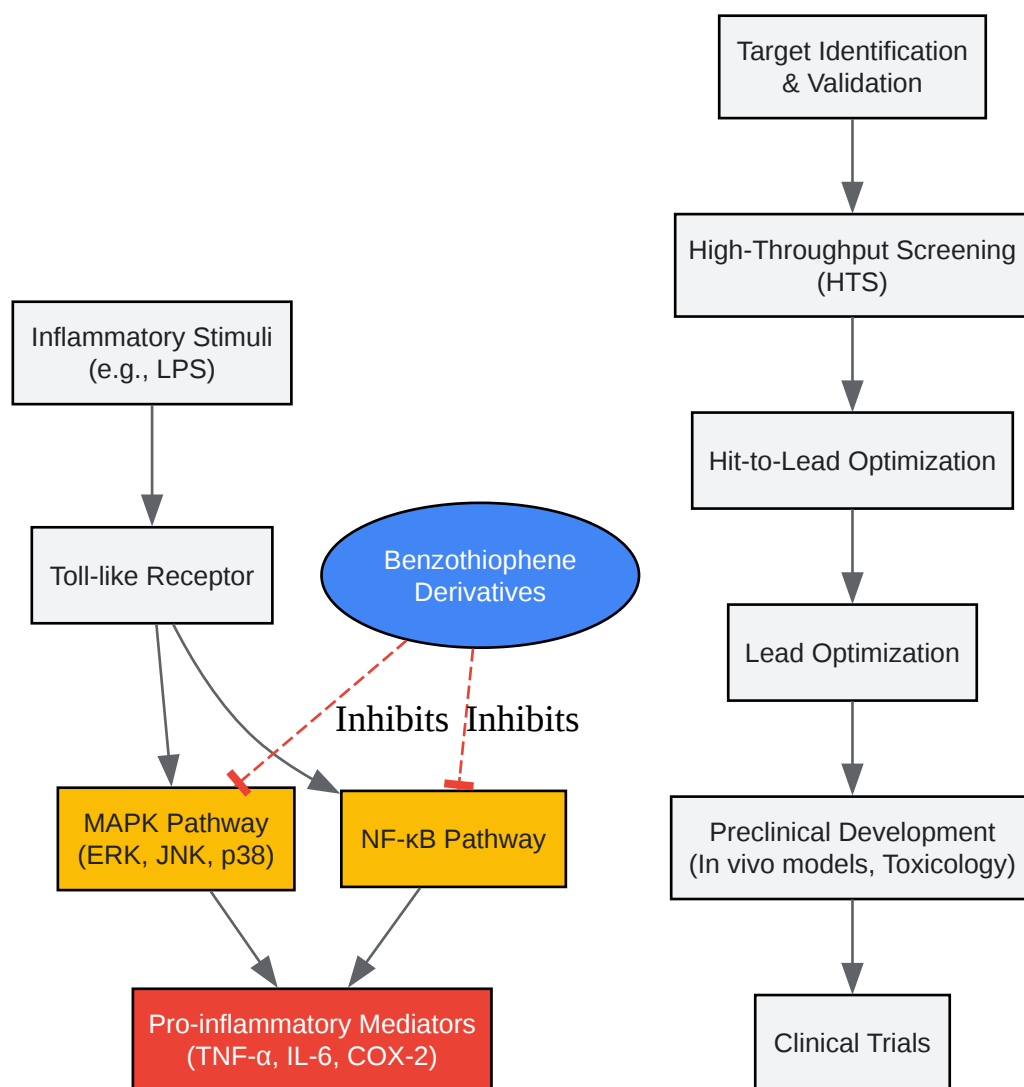 Inflammatory Stimuli
(e.g., LPS)
Toll-like Receptor
Benzothiophene
Derivatives
Inhibits
Inhibits
MAPK Pathway
(ERK, JNK, p38)
NF-κB Pathway
Pro-inflammatory Mediators
(TNF-α, IL-6, COX-2)
Target Identification
& Validation
High-Throughput Screening
(HTS)
Hit-to-Lead Optimization
Lead Optimization
Preclinical Development
(In vivo models, Toxicology)
Clinical Trials